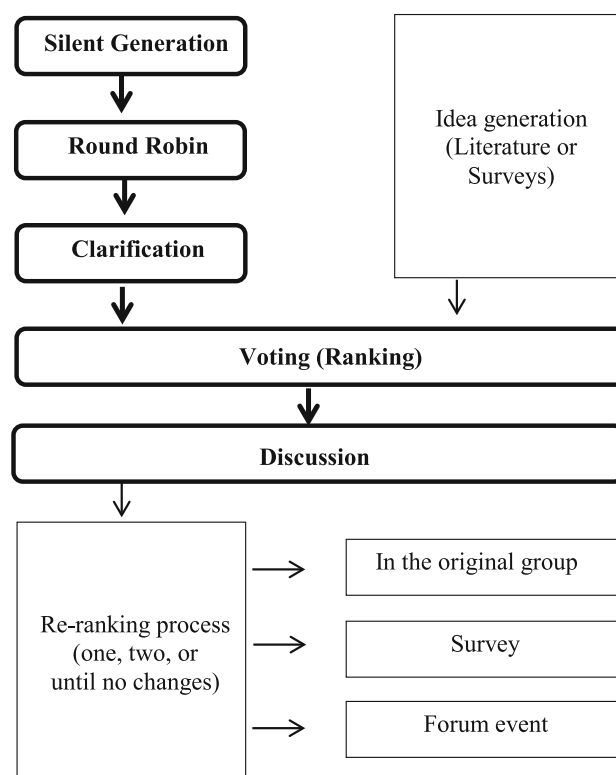 Silent Generation
Round Robin
Clarification
Idea generation
(Literature or
Surveys)
Voting (Ranking)
Discussion
Re-ranking process
(one, two, or
until no changes)
In the original group
Survey
Forum event